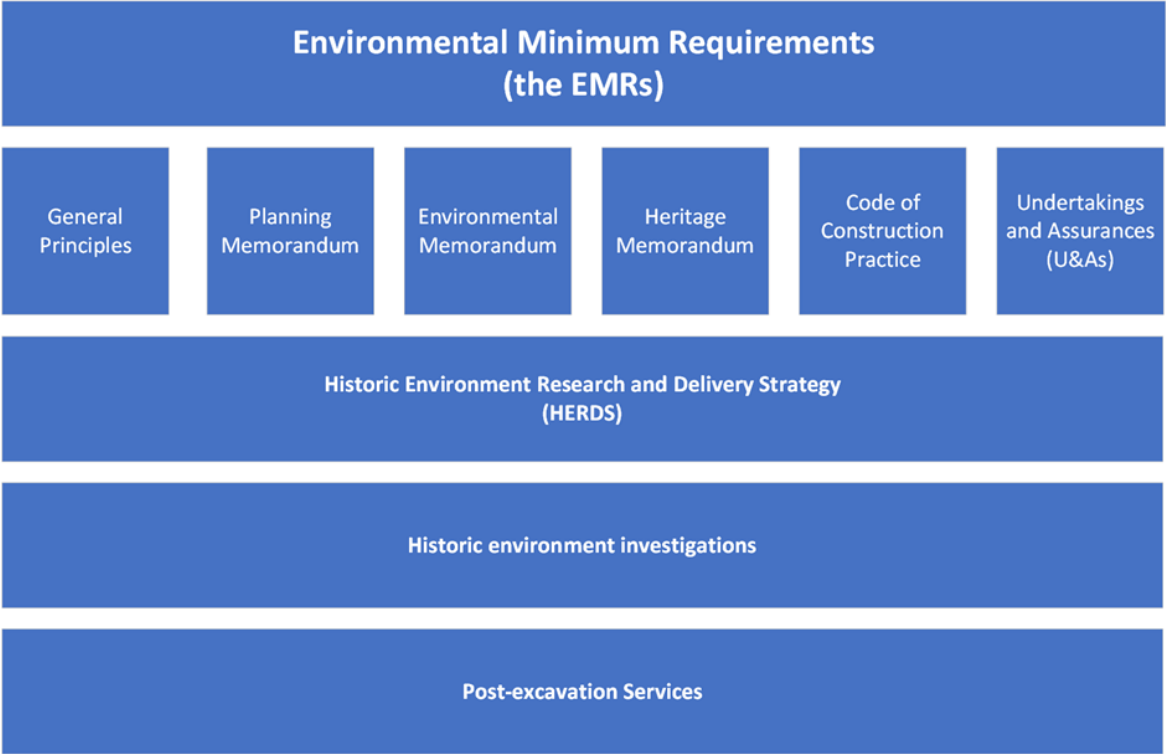 Environmental Minimum Requirements
(the EMRs)
General
Principles
Planning
Memorandum
Environmental
Memorandum
Heritage
Memorandum
Code of
Construction
Practice
Undertakings
and Assurances
(U&As)
Historic Environment Research and Delivery Strategy
(HERDS)
Historic environment investigations
Post-excavation Services